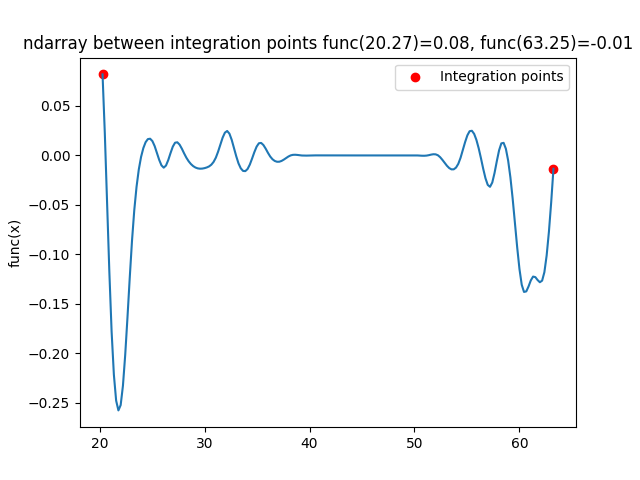 ndarray between integration points func(20.27)=0.08, func(63.25)=-0.01
Integration points
func(x)
0.05
0.00
−0.05
−0.10
−0.15
−0.20
−0.25
20 30 40 50 60